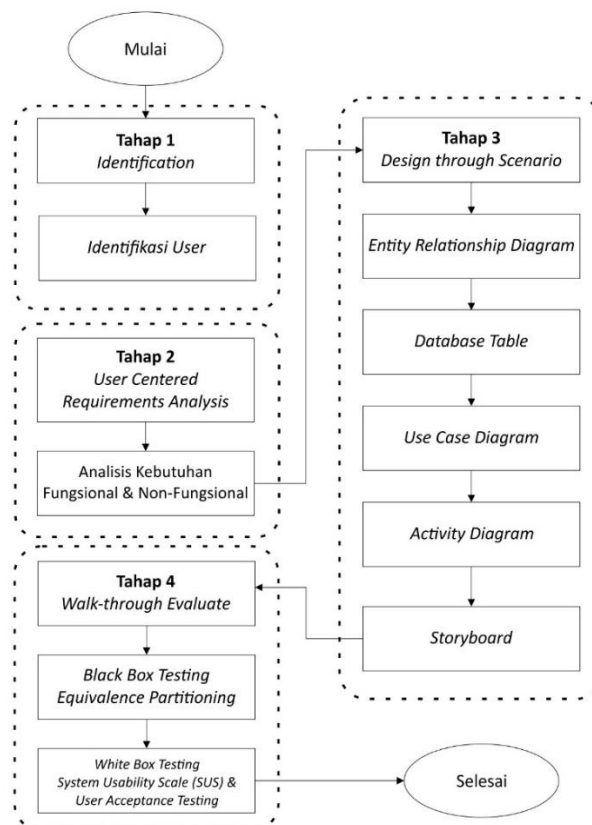 Mulai
Tahap 1
Identification
Identifikasi User
Tahap 2
User Centered
Requirements Analysis
Analisis Kebutuhan
Fungsional & Non-Fungsional
Tahap 3
Design through Scenario
Entity Relationship Diagram
Database Table
Use Case Diagram
Activity Diagram
Storyboard
Tahap 4
Walk-through Evaluate
Black Box Testing
Equivalence Partitioning
White Box Testing
System Usability Scale (SUS) &
User Acceptance Testing
Selesai